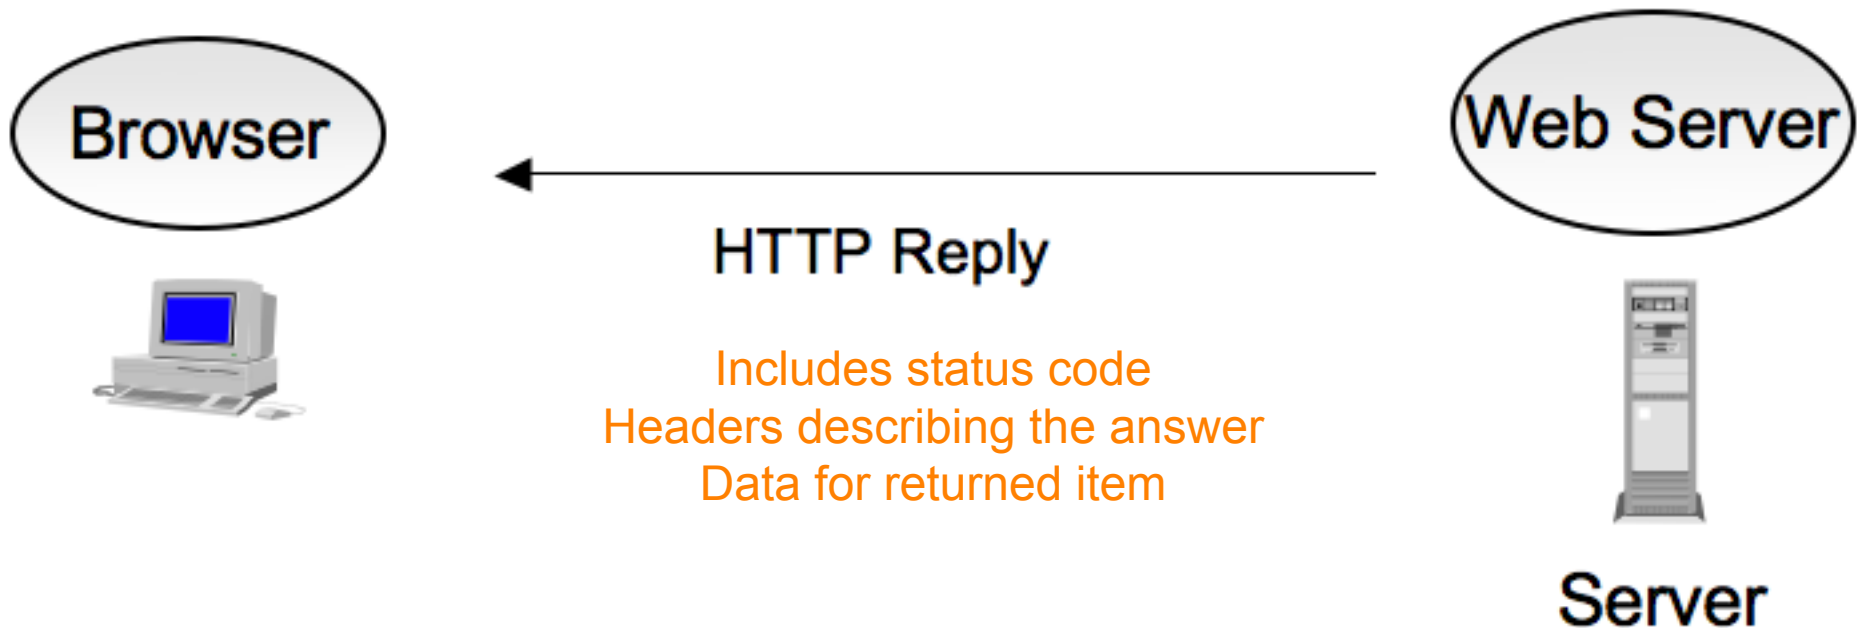 Browser
Web Server
HTTP Reply
Includes status code
Headers describing the answer
Data for returned item
Server